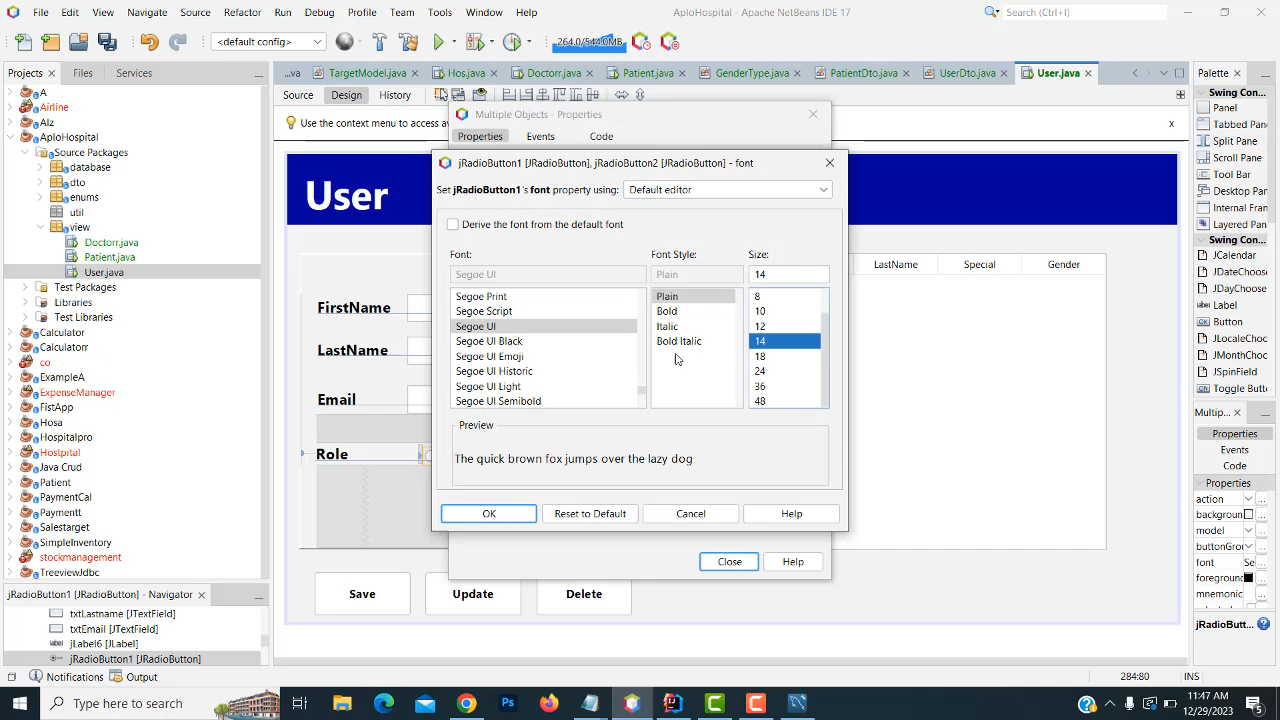 File Edit View Navigate Source Refactor Run Debug Profile Team Tools Window Help
AploHospital - Apache NetBeans IDE 17
Search (Ctrl+I)
<default config>
264.0/544.0MB
Projects Files Services
...va TargetModel.java Hos.java Doctorr.java Patient.java GenderType.java PatientDto.java UserDto.java User.java
Palette
Source Design History
Use the context menu to access a
x
A
Airline
Alz
AploHospital
Source Packages
database
dto
enums
util
view
Doctorr.java
Patient.java
User.java
Test Packages
Libraries
Test Libraries
Calculator
Calculatorr
co
ExampleA
ExpenseManager
FistApp
Hosa
Hospitalpro
Hostpital
Java Crud
Patient
PaymentCal
Paymentt
Salestarget
SimpleInventory
stockmanagement
TreeviewJdbc
jRadioButton1 [JRadioButton] - Navigator
txtLastname [JTextField]
txtEmail [JTextField]
jLabel6 [JLabel]
jRadioButton1 [JRadioButton]
Notifications Output
User
FirstName
LastName
Email
Role
Save Update Delete
LastName Special Gender
Multiple Objects - Properties
Properties Events Code
jRadioButton1 [JRadioButton], jRadioButton2 [JRadioButton] - font
Set jRadioButton1's font property using: Default editor
Derive the font from the default font
Font: Font Style: Size:
Segoe UI Plain 14
Segoe Print Plain 8
Segoe Script Bold 10
Segoe UI Italic 12
Segoe UI Black Bold Italic 14
Segoe UI Emoji 18
Segoe UI Historic 24
Segoe UI Light 36
Segoe UI Semibold 48
Preview
The quick brown fox jumps over the lazy dog
OK Reset to Default Cancel Help
Close Help
Swing Con...
Panel
Tabbed Pan
Split Pane
Scroll Pane
Tool Bar
Desktop Pan
Internal Fram
Layered Pan
Swing Con...
JCalendar
JDateChoose
JDayChoose
Label
Button
JLocaleChoo
JMonthChoo
JSpinField
Toggle Butto
Multip...
Properties
Events
Code
Properties
action
backgroun
model
buttonGro
font Se
foreground
mnemonic
jRadioButt...
284:80 INS
Type here to search
11:47 AM
12/29/2023
5